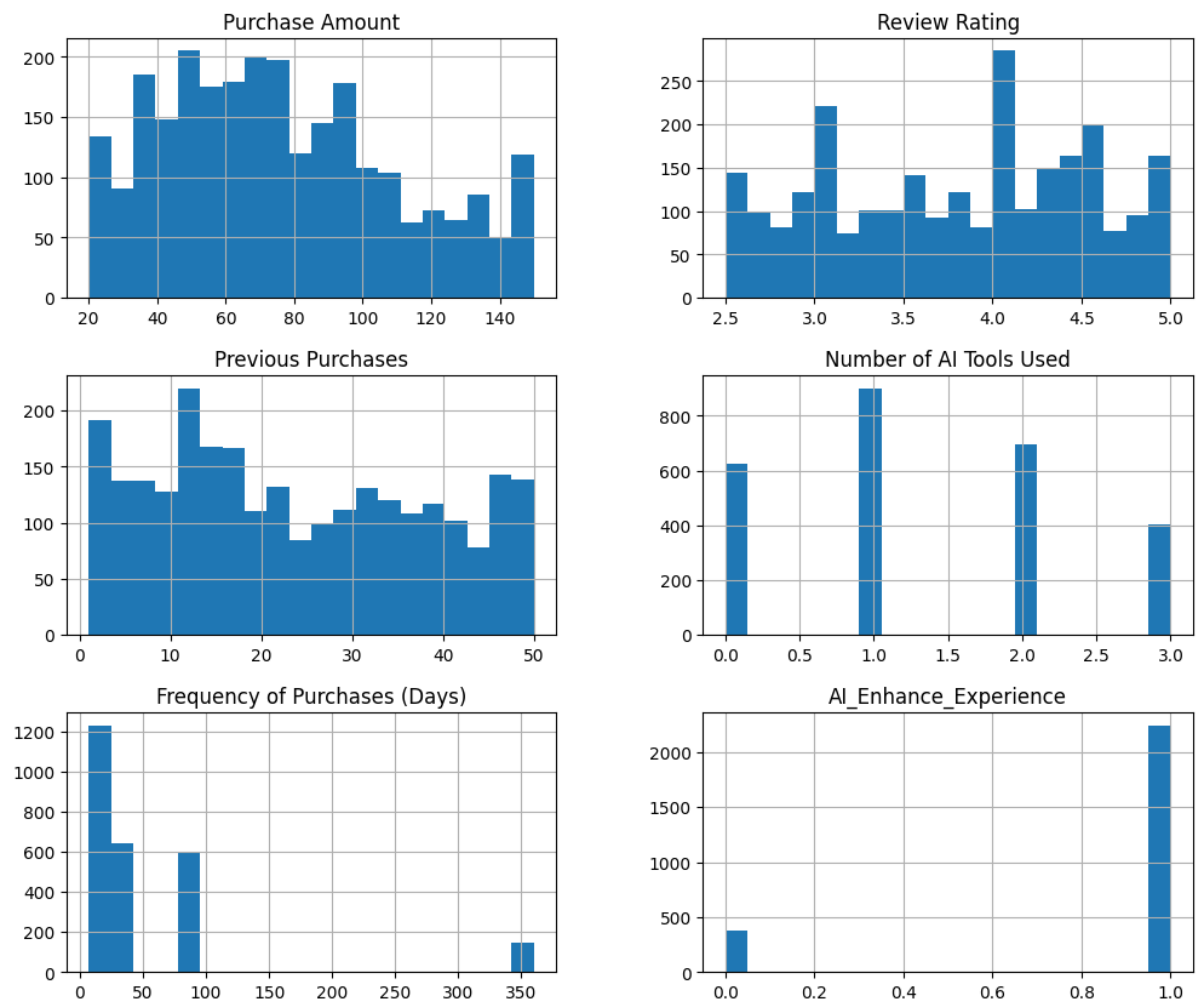 Purchase Amount
200
150
100
50
0
20 40 60 80 100 120 140
Review Rating
250
200
150
100
50
0
2.5 3.0 3.5 4.0 4.5 5.0
Previous Purchases
200
150
100
50
0
0 10 20 30 40 50
Number of AI Tools Used
800
600
400
200
0
0.0 0.5 1.0 1.5 2.0 2.5 3.0
Frequency of Purchases (Days)
1200
1000
800
600
400
200
0
0 50 100 150 200 250 300 350
AI_Enhance_Experience
2000
1500
1000
500
0
0.0 0.2 0.4 0.6 0.8 1.0